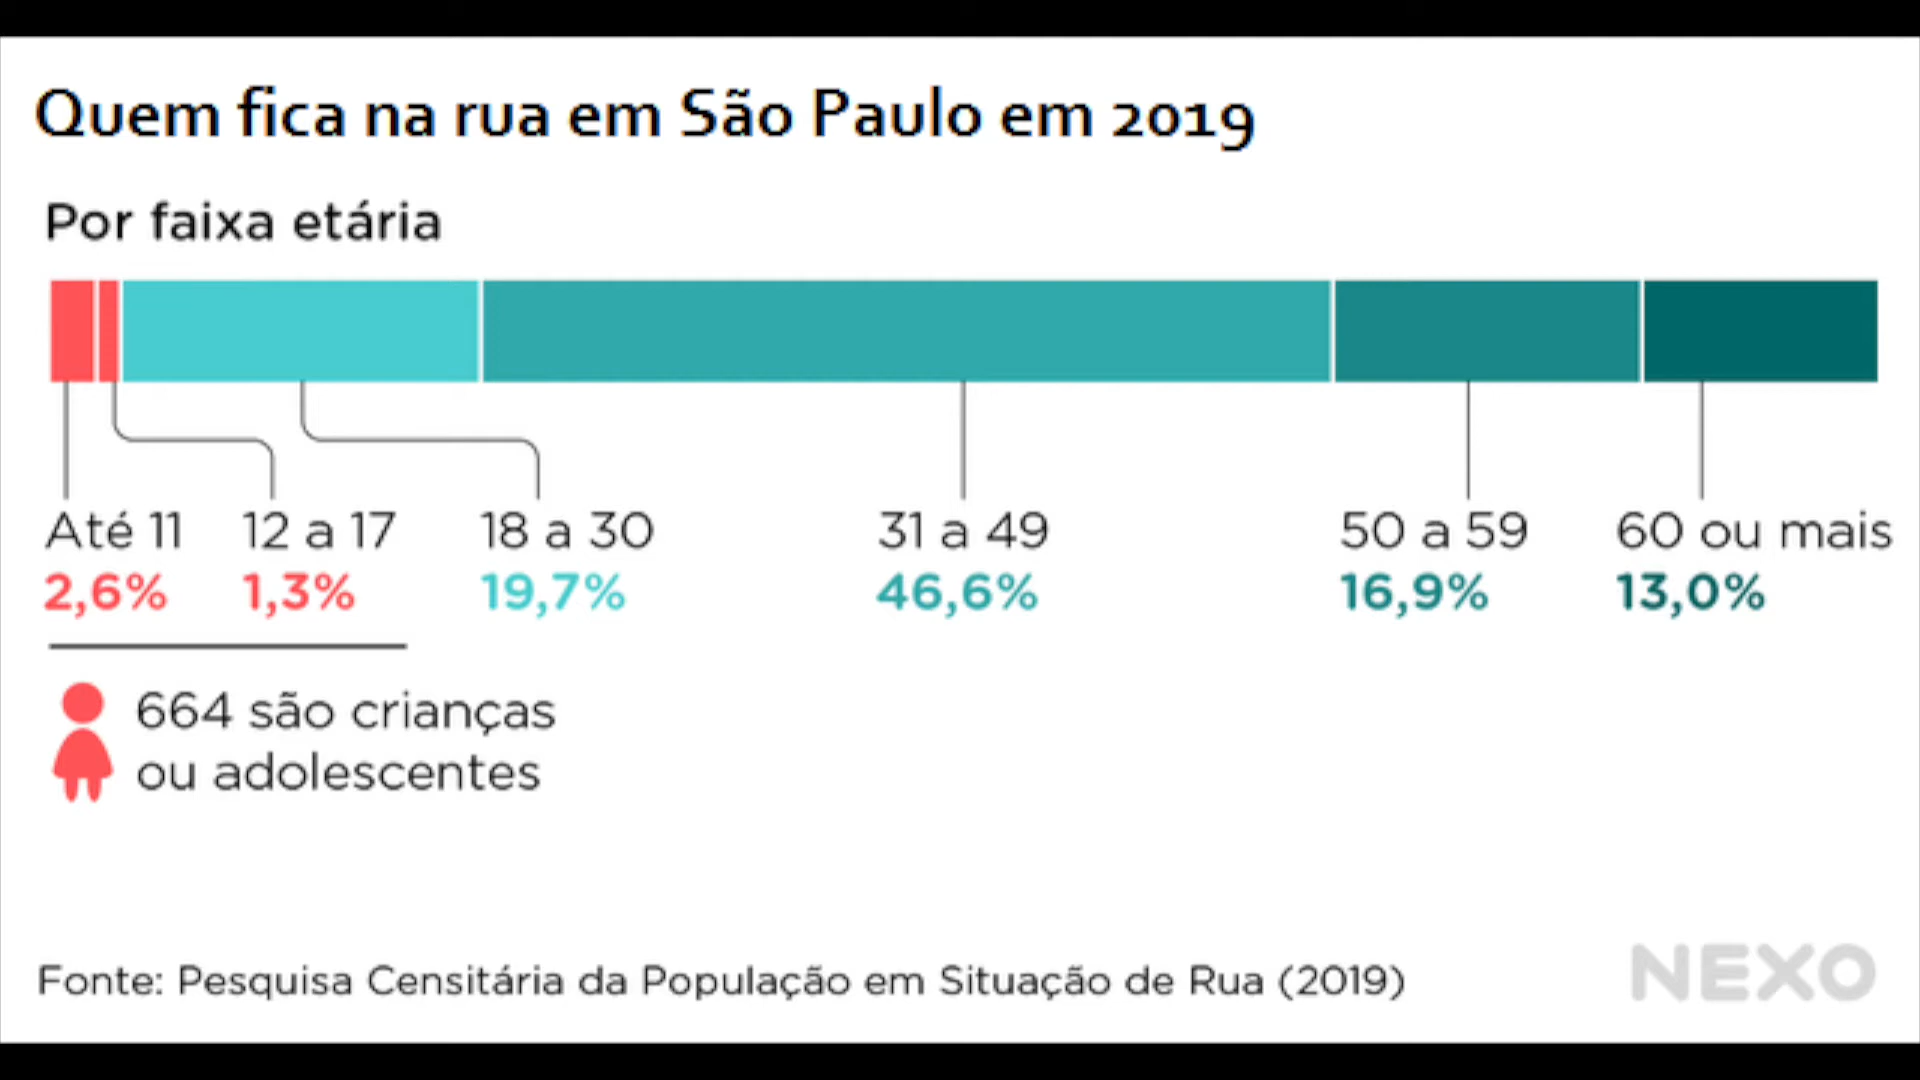 Quem fica na rua em São Paulo em 2019
Por faixa etária
Até 11
2,6%
12 a 17
1,3%
18 a 30
19,7%
31 a 49
46,6%
50 a 59
16,9%
60 ou mais
13,0%
664 são crianças
ou adolescentes
Fonte: Pesquisa Censitária da População em Situação de Rua (2019)
NEXO